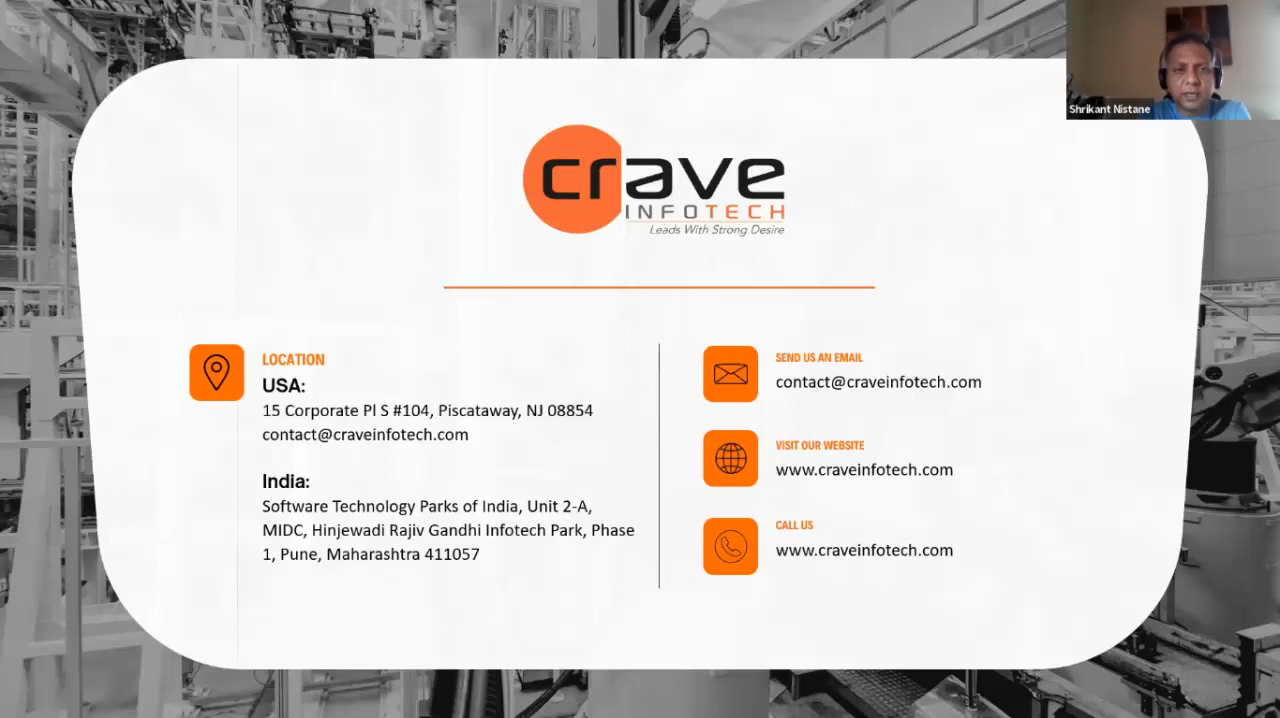 Shrikant Nistane
crave
INFOTECH
Leads With Strong Desire
LOCATION
USA:
15 Corporate Pl S #104, Piscataway, NJ 08854
contact@craveinfotech.com
India:
Software Technology Parks of India, Unit 2-A,
MIDC, Hinjewadi Rajiv Gandhi Infotech Park, Phase
1, Pune, Maharashtra 411057
SEND US AN EMAIL
contact@craveinfotech.com
VISIT OUR WEBSITE
www.craveinfotech.com
CALL US
www.craveinfotech.com